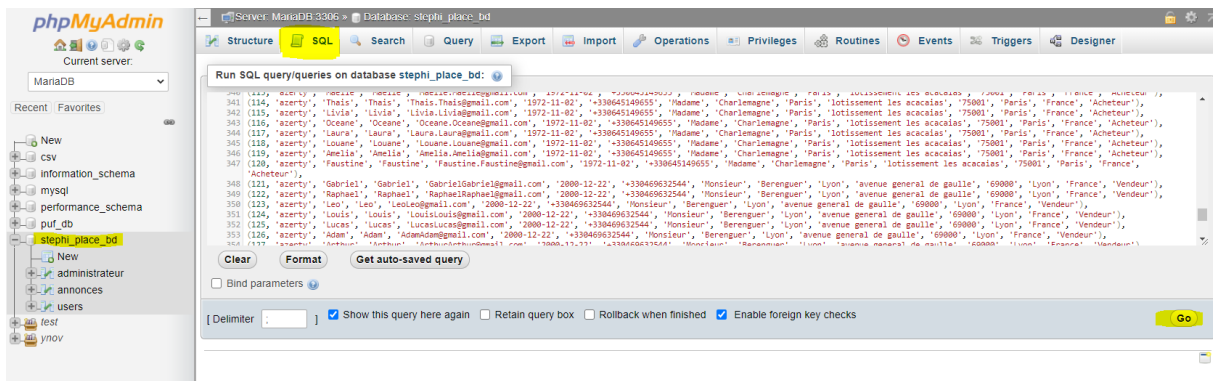 phpMyAdmin
Current server:
MariaDB
Recent Favorites
New
csv
information_schema
mysql
performance_schema
puf_db
stephi_place_bd
New
administrateur
annonces
users
test
ynov
Server: MariaDB:3306 » Database: stephi_place_bd
Structure SQL Search Query Export Import Operations Privileges Routines Events Triggers Designer
Run SQL query/queries on database stephi_place_bd:
341 (114, 'azerty', 'Thais', 'Thais', 'Thais.Thais@gmail.com', '1972-11-02', '+330645149655', 'Madame', 'Charlemagne', 'Paris', 'lotissement les acacaias', '75001', 'Paris', 'France', 'Acheteur'),
342 (115, 'azerty', 'Livia', 'Livia', 'Livia.Livia@gmail.com', '1972-11-02', '+330645149655', 'Madame', 'Charlemagne', 'Paris', 'lotissement les acacaias', '75001', 'Paris', 'France', 'Acheteur'),
343 (116, 'azerty', 'Oceane', 'Oceane', 'Oceane.Oceane@gmail.com', '1972-11-02', '+330645149655', 'Madame', 'Charlemagne', 'Paris', 'lotissement les acacaias', '75001', 'Paris', 'France', 'Acheteur'),
344 (117, 'azerty', 'Laura', 'Laura', 'Laura.Laura@gmail.com', '1972-11-02', '+330645149655', 'Madame', 'Charlemagne', 'Paris', 'lotissement les acacaias', '75001', 'Paris', 'France', 'Acheteur'),
345 (118, 'azerty', 'Louane', 'Louane', 'Louane.Louane@gmail.com', '1972-11-02', '+330645149655', 'Madame', 'Charlemagne', 'Paris', 'lotissement les acacaias', '75001', 'Paris', 'France', 'Acheteur'),
346 (119, 'azerty', 'Amelia', 'Amelia', 'Amelia.Amelia@gmail.com', '1972-11-02', '+330645149655', 'Madame', 'Charlemagne', 'Paris', 'lotissement les acacaias', '75001', 'Paris', 'France', 'Acheteur'),
347 (120, 'azerty', 'Faustine', 'Faustine', 'Faustine.Faustine@gmail.com', '1972-11-02', '+330645149655', 'Madame', 'Charlemagne', 'Paris', 'lotissement les acacaias', '75001', 'Paris', 'France',
'Acheteur'),
348 (121, 'azerty', 'Gabriel', 'Gabriel', 'GabrielGabriel@gmail.com', '2000-12-22', '+330469632544', 'Monsieur', 'Berenguer', 'Lyon', 'avenue general de gaulle', '69000', 'Lyon', 'France', 'Vendeur'),
349 (122, 'azerty', 'Raphael', 'Raphael', 'RaphaelRaphael@gmail.com', '2000-12-22', '+330469632544', 'Monsieur', 'Berenguer', 'Lyon', 'avenue general de gaulle', '69000', 'Lyon', 'France', 'Vendeur'),
350 (123, 'azerty', 'Leo', 'Leo', 'LeoLeo@gmail.com', '2000-12-22', '+330469632544', 'Monsieur', 'Berenguer', 'Lyon', 'avenue general de gaulle', '69000', 'Lyon', 'France', 'Vendeur'),
351 (124, 'azerty', 'Louis', 'Louis', 'LouisLouis@gmail.com', '2000-12-22', '+330469632544', 'Monsieur', 'Berenguer', 'Lyon', 'avenue general de gaulle', '69000', 'Lyon', 'France', 'Vendeur'),
352 (125, 'azerty', 'Lucas', 'Lucas', 'LucasLucas@gmail.com', '2000-12-22', '+330469632544', 'Monsieur', 'Berenguer', 'Lyon', 'avenue general de gaulle', '69000', 'Lyon', 'France', 'Vendeur'),
353 (126, 'azerty', 'Adam', 'Adam', 'AdamAdam@gmail.com', '2000-12-22', '+330469632544', 'Monsieur', 'Berenguer', 'Lyon', 'avenue general de gaulle', '69000', 'Lyon', 'France', 'Vendeur'),
Clear Format Get auto-saved query
Bind parameters
[ Delimiter ; ] Show this query here again Retain query box Rollback when finished Enable foreign key checks Go